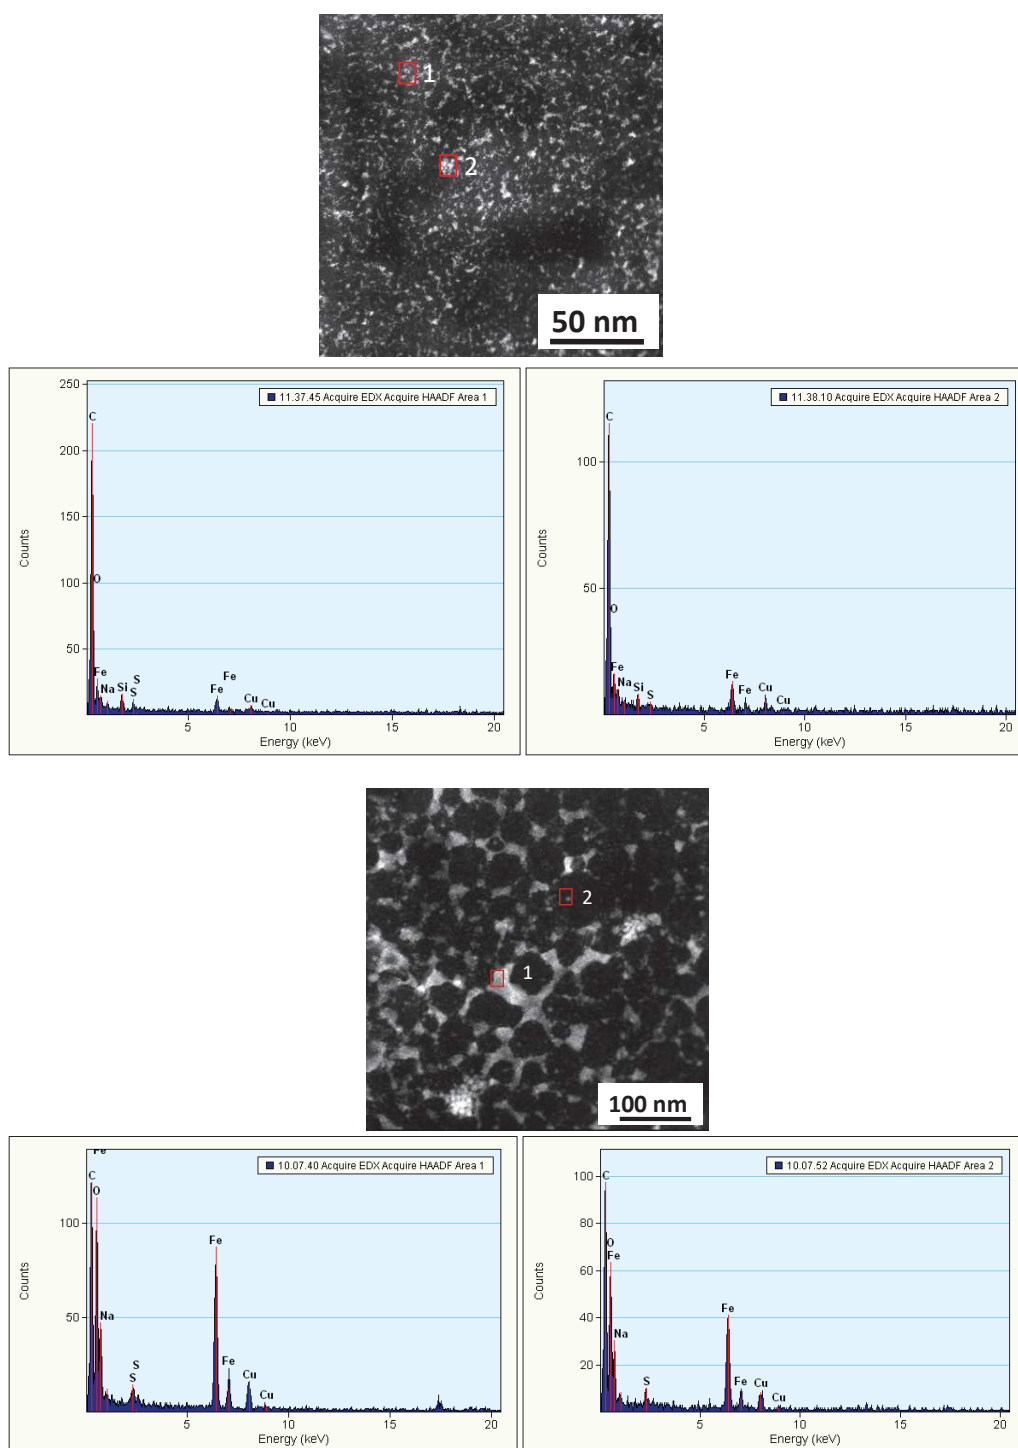 1
2
50 nm
11.37.45 Acquire EDX Acquire HAADF Area 1
250
200
150
100
50
Counts
C
O
Fe
Na
Si
S
S
Fe
Fe
Cu
Cu
5
10
15
20
Energy (keV)
11.38.10 Acquire EDX Acquire HAADF Area 2
100
50
Counts
C
O
Fe
Na
Si
S
Fe
Fe
Cu
Cu
5
10
15
20
Energy (keV)
2
1
100 nm
10.07.40 Acquire EDX Acquire HAADF Area 1
100
50
Counts
Fe
C
O
Na
S
S
Fe
Fe
Cu
Cu
5
10
15
20
Energy (keV)
10.07.52 Acquire EDX Acquire HAADF Area 2
100
80
60
40
20
Counts
C
O
Fe
Na
S
Fe
Fe
Cu
Cu
5
10
15
20
Energy (keV)